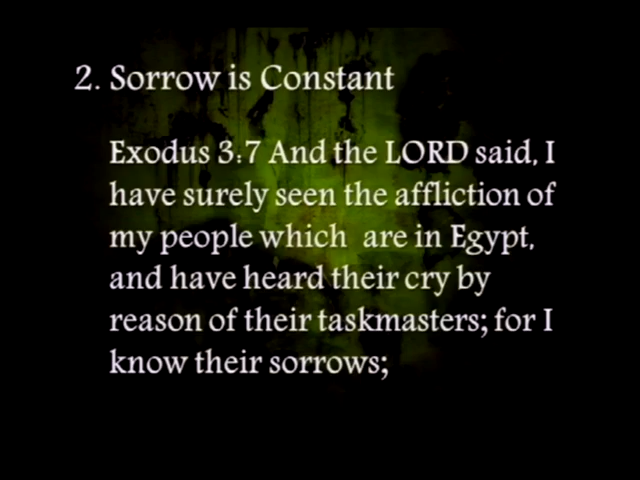 2. Sorrow is Constant
Exodus 3:7 And the LORD said, I
have surely seen the affliction of
my people which  are in Egypt,
and have heard their cry by
reason of their taskmasters; for I
know their sorrows;